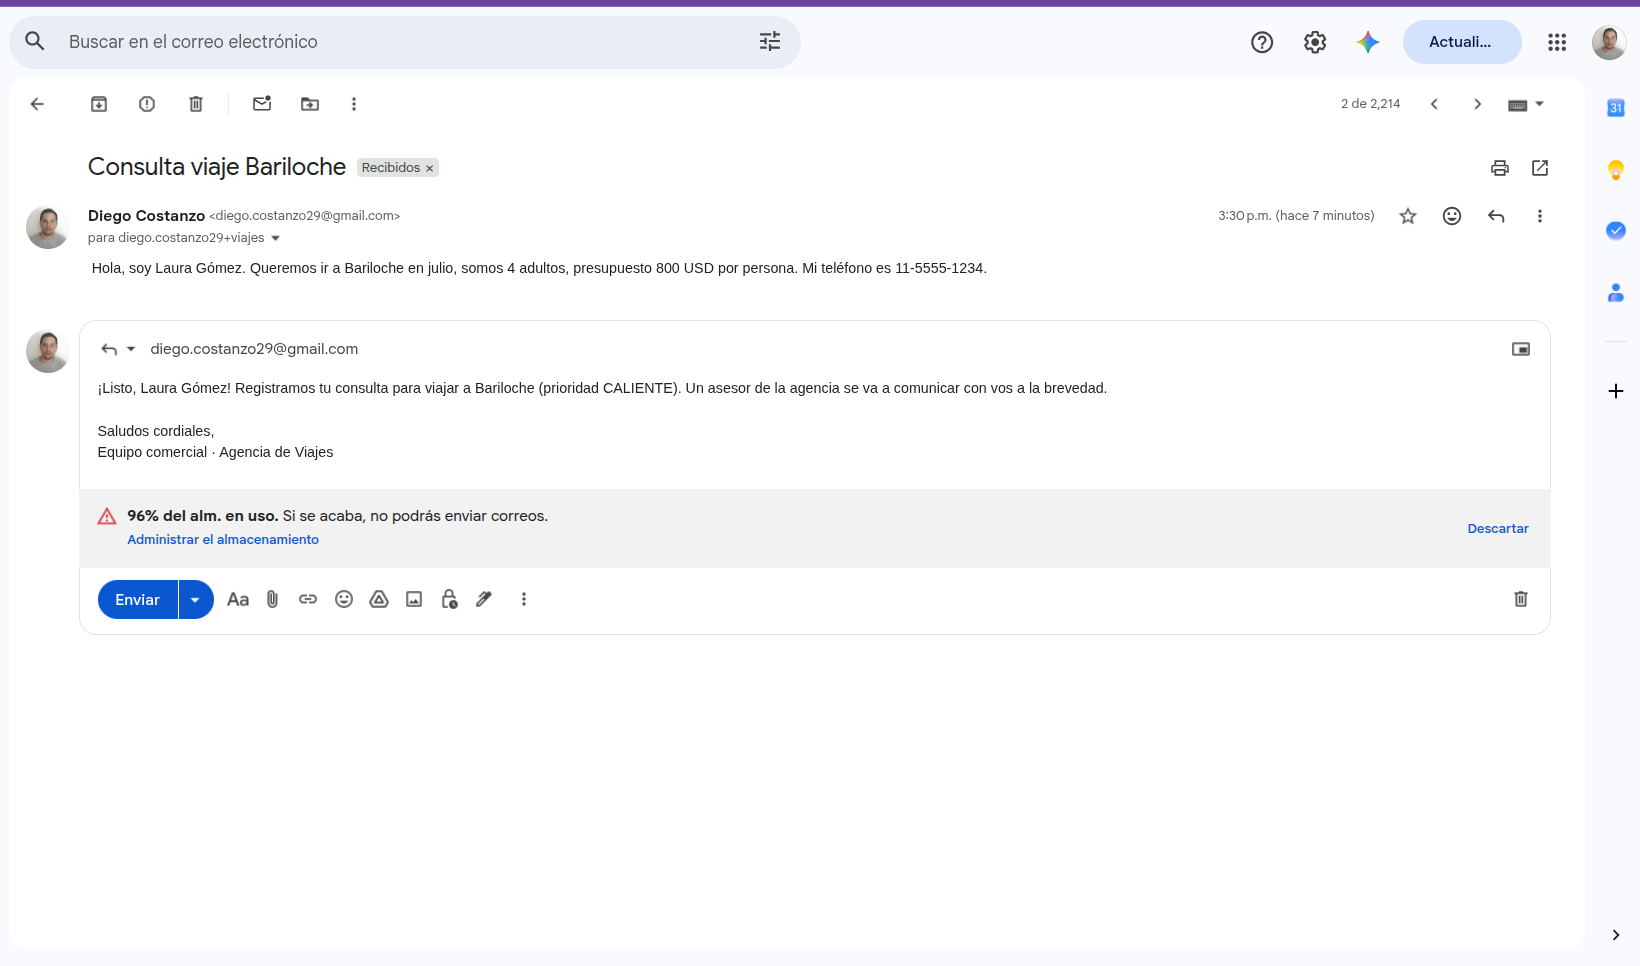 Buscar en el correo electrónico
Actuali...
2 de 2,214
31
Consulta viaje Bariloche
Recibidos ×
Diego Costanzo <diego.costanzo29@gmail.com>
3:30 p.m. (hace 7 minutos)
para diego.costanzo29+viajes
Hola, soy Laura Gómez. Queremos ir a Bariloche en julio, somos 4 adultos, presupuesto 800 USD por persona. Mi teléfono es 11-5555-1234.
diego.costanzo29@gmail.com
¡Listo, Laura Gómez! Registramos tu consulta para viajar a Bariloche (prioridad CALIENTE). Un asesor de la agencia se va a comunicar con vos a la brevedad.
Saludos cordiales,
Equipo comercial · Agencia de Viajes
96% del alm. en uso. Si se acaba, no podrás enviar correos.
Administrar el almacenamiento
Descartar
Enviar
Aa